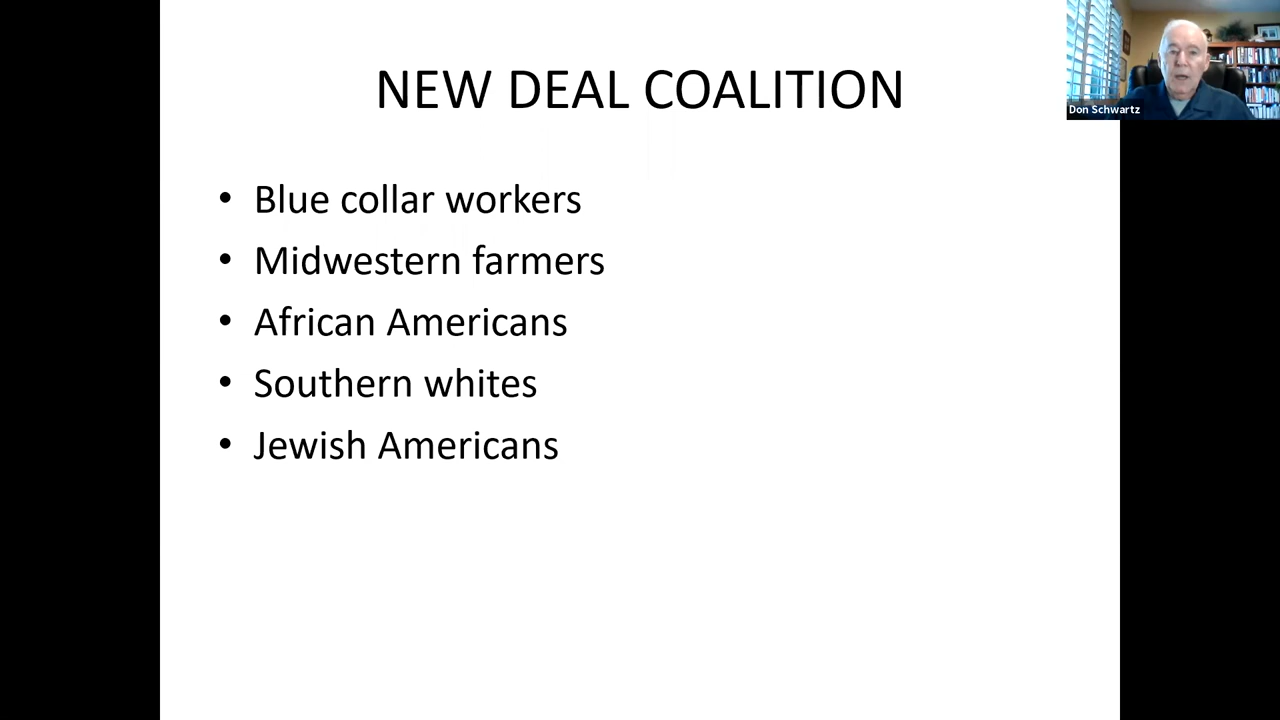 NEW DEAL COALITION
Don Schwartz
• Blue collar workers
• Midwestern farmers
• African Americans
• Southern whites
• Jewish Americans